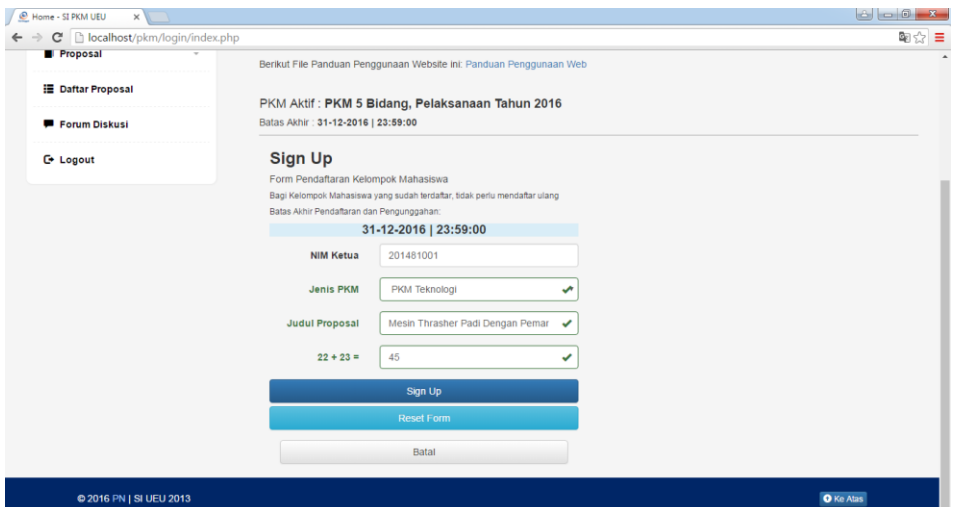 Home - SI PKM UEU
localhost/pkm/login/index.php
Proposal
Daftar Proposal
Forum Diskusi
Logout
Berikut File Panduan Penggunaan Website ini: Panduan Penggunaan Web
PKM Aktif : PKM 5 Bidang, Pelaksanaan Tahun 2016
Batas Akhir : 31-12-2016 | 23:59:00
Sign Up
Form Pendaftaran Kelompok Mahasiswa
Bagi Kelompok Mahasiswa yang sudah terdaftar, tidak perlu mendaftar ulang
Batas Akhir Pendaftaran dan Pengunggahan:
31-12-2016 | 23:59:00
NIM Ketua 201481001
Jenis PKM PKM Teknologi
Judul Proposal Mesin Thrasher Padi Dengan Pemar
22 + 23 = 45
Sign Up
Reset Form
Batal
© 2016 PN | SI UEU 2013
Ke Atas